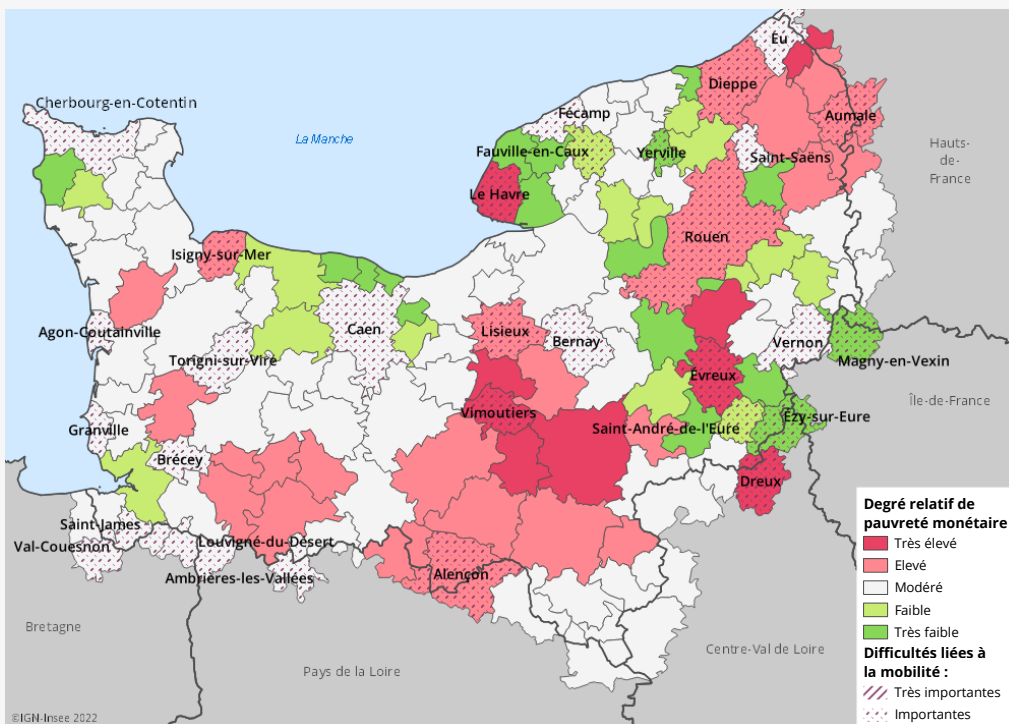 Eu
Dieppe
Cherbourg-en-Cotentin
Fécamp
Aumale
La Manche
Hauts-
de-
France
Fauville-en-Caux
Yerville
Saint-Saëns
Le Havre
Rouen
Isigny-sur-Mer
Agon-Coutainville
Caen
Lisieux
Bernay
Vernon
Torigni-sur-Vire
Magny-en-Vexin
Évreux
Île-de-France
Vimoutiers
Ezy-sur-Eure
Granville
Saint-André-de-l'Eure
Brécey
Dreux
Saint-James
Louvigné-du-Désert
Val-Couesnon
Ambrières-les-Vallées
Alençon
Bretagne
Centre-Val de Loire
Pays de la Loire
©IGN-Insee 2022
Degré relatif de
pauvreté monétaire
Très élevé
Elevé
Modéré
Faible
Très faible
Difficultés liées à
la mobilité :
Très importantes
Importantes